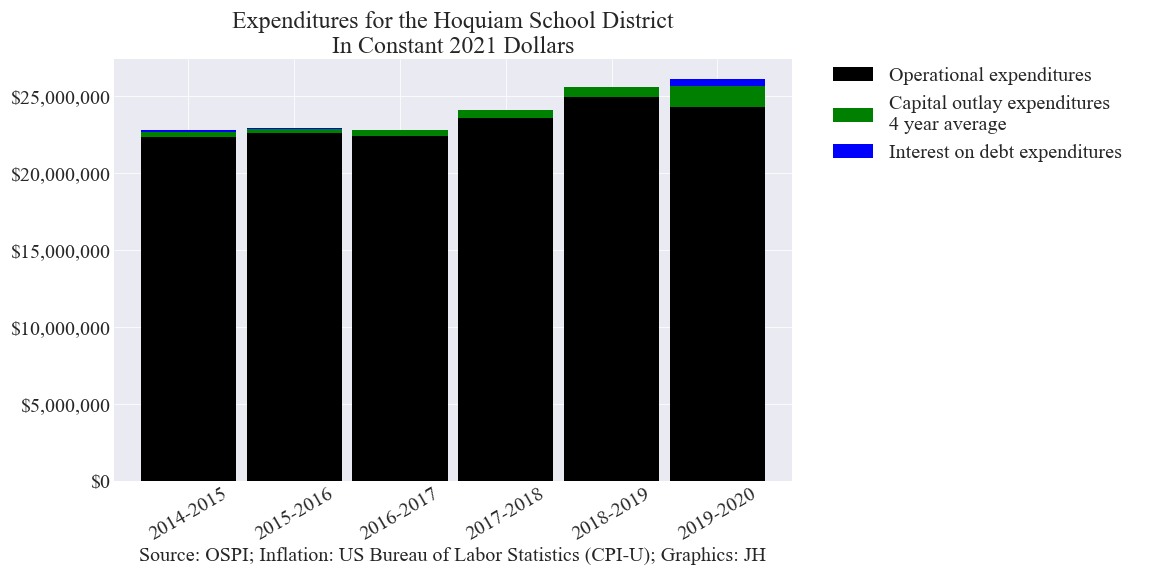 Expenditures for the Hoquiam School District
In Constant 2021 Dollars
$25,000,000
$20,000,000
$15,000,000
$10,000,000
$5,000,000
$0
2014-2015
2015-2016
2016-2017
2017-2018
2018-2019
2019-2020
Source: OSPI; Inflation: US Bureau of Labor Statistics (CPI-U); Graphics: JH
Operational expenditures
Capital outlay expenditures
4 year average
Interest on debt expenditures